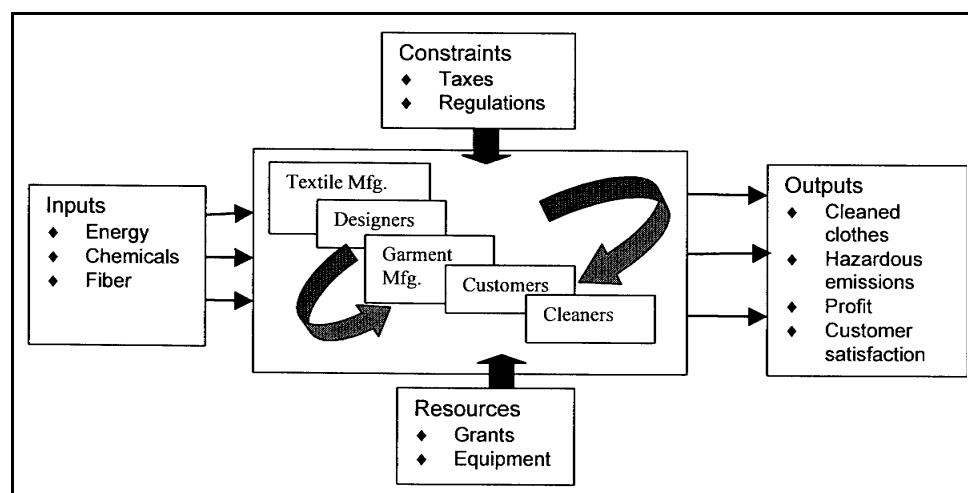 Constraints
♦ Taxes
♦ Regulations
Inputs
♦ Energy
♦ Chemicals
♦ Fiber
Textile Mfg.
Designers
Garment
Mfg.
Customers
Cleaners
Outputs
♦ Cleaned
clothes
♦ Hazardous
emissions
♦ Profit
♦ Customer
satisfaction
Resources
♦ Grants
♦ Equipment